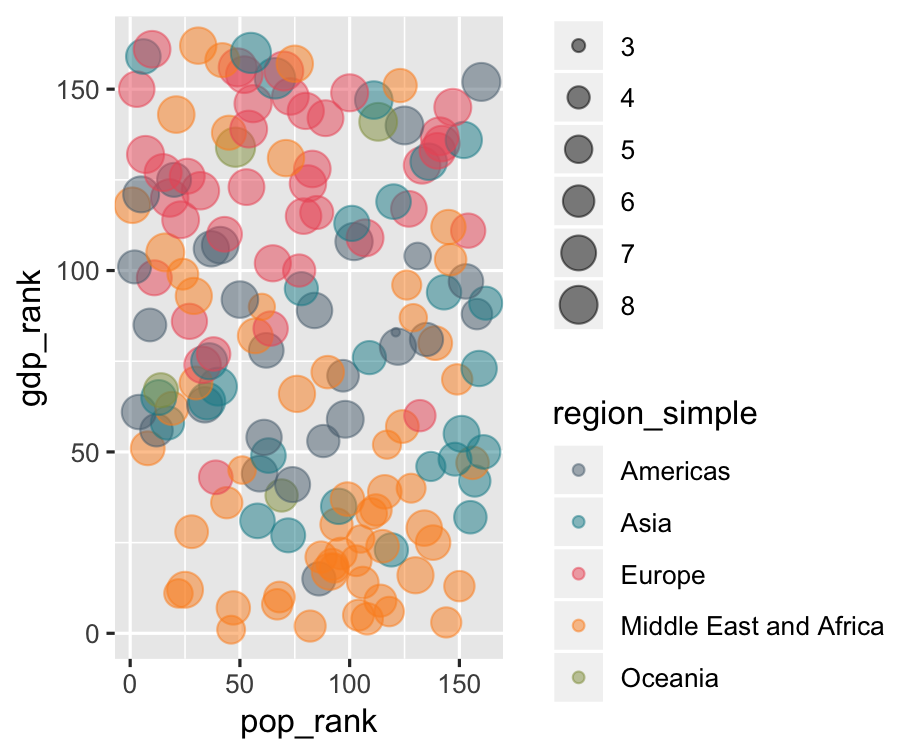 150
100
50
0
gdp_rank
0 50 100 150
pop_rank
3
4
5
6
7
8
region_simple
Americas
Asia
Europe
Middle East and Africa
Oceania